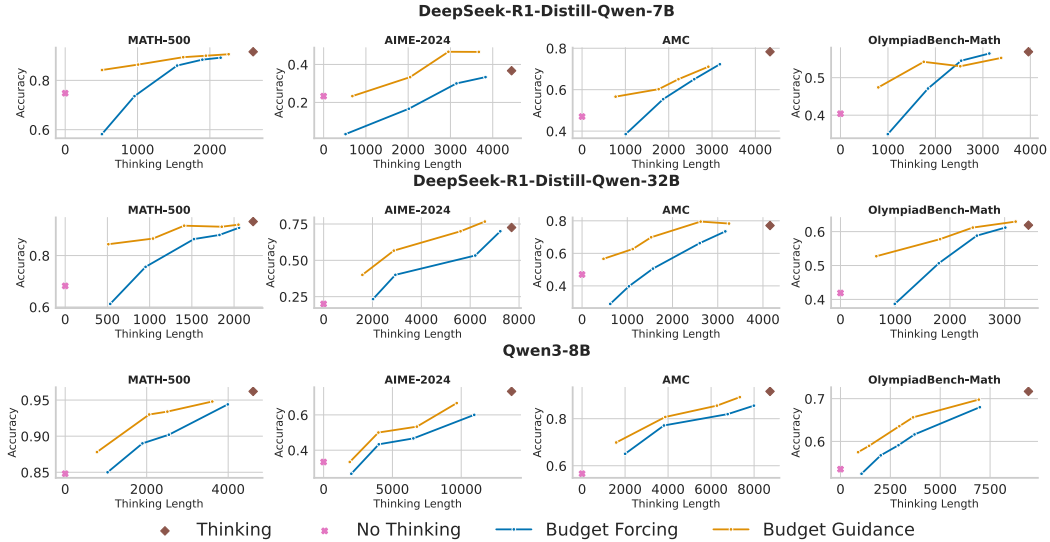 DeepSeek-R1-Distill-Qwen-7B
MATH-500 AIME-2024 AMC OlympiadBench-Math
Accuracy Accuracy Accuracy Accuracy
0.8 0.6
0.4 0.2
0.8 0.6 0.4
0.5 0.4
0 1000 2000 0 1000 2000 3000 4000 0 1000 2000 3000 4000 0 1000 2000 3000 4000
Thinking Length Thinking Length Thinking Length Thinking Length
DeepSeek-R1-Distill-Qwen-32B
MATH-500 AIME-2024 AMC OlympiadBench-Math
Accuracy Accuracy Accuracy Accuracy
0.8 0.6
0.75 0.50 0.25
0.8 0.6 0.4
0.6 0.5 0.4
0 500 1000 1500 2000 0 2000 4000 6000 8000 0 1000 2000 3000 4000 0 1000 2000 3000
Thinking Length Thinking Length Thinking Length Thinking Length
Qwen3-8B
MATH-500 AIME-2024 AMC OlympiadBench-Math
Accuracy Accuracy Accuracy Accuracy
0.95 0.90 0.85
0.6 0.4
0.8 0.6
0.7 0.6
0 2000 4000 0 5000 10000 0 2000 4000 6000 8000 0 2500 5000 7500
Thinking Length Thinking Length Thinking Length Thinking Length
Thinking No Thinking Budget Forcing Budget Guidance